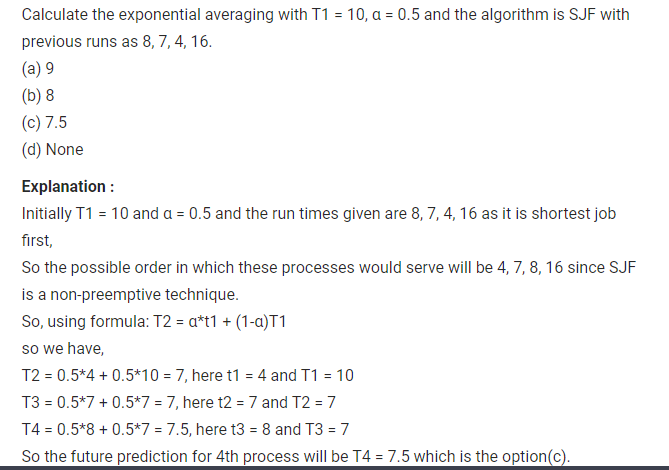 Calculate the exponential averaging with T1 = 10, α = 0.5 and the algorithm is SJF with
previous runs as 8, 7, 4, 16.
(a) 9
(b) 8
(c) 7.5
(d) None
Explanation :
Initially T1 = 10 and α = 0.5 and the run times given are 8, 7, 4, 16 as it is shortest job
first,
So the possible order in which these processes would serve will be 4, 7, 8, 16 since SJF
is a non-preemptive technique.
So, using formula: T2 = α*t1 + (1-α)T1
so we have,
T2 = 0.5*4 + 0.5*10 = 7, here t1 = 4 and T1 = 10
T3 = 0.5*7 + 0.5*7 = 7, here t2 = 7 and T2 = 7
T4 = 0.5*8 + 0.5*7 = 7.5, here t3 = 8 and T3 = 7
So the future prediction for 4th process will be T4 = 7.5 which is the option(c).